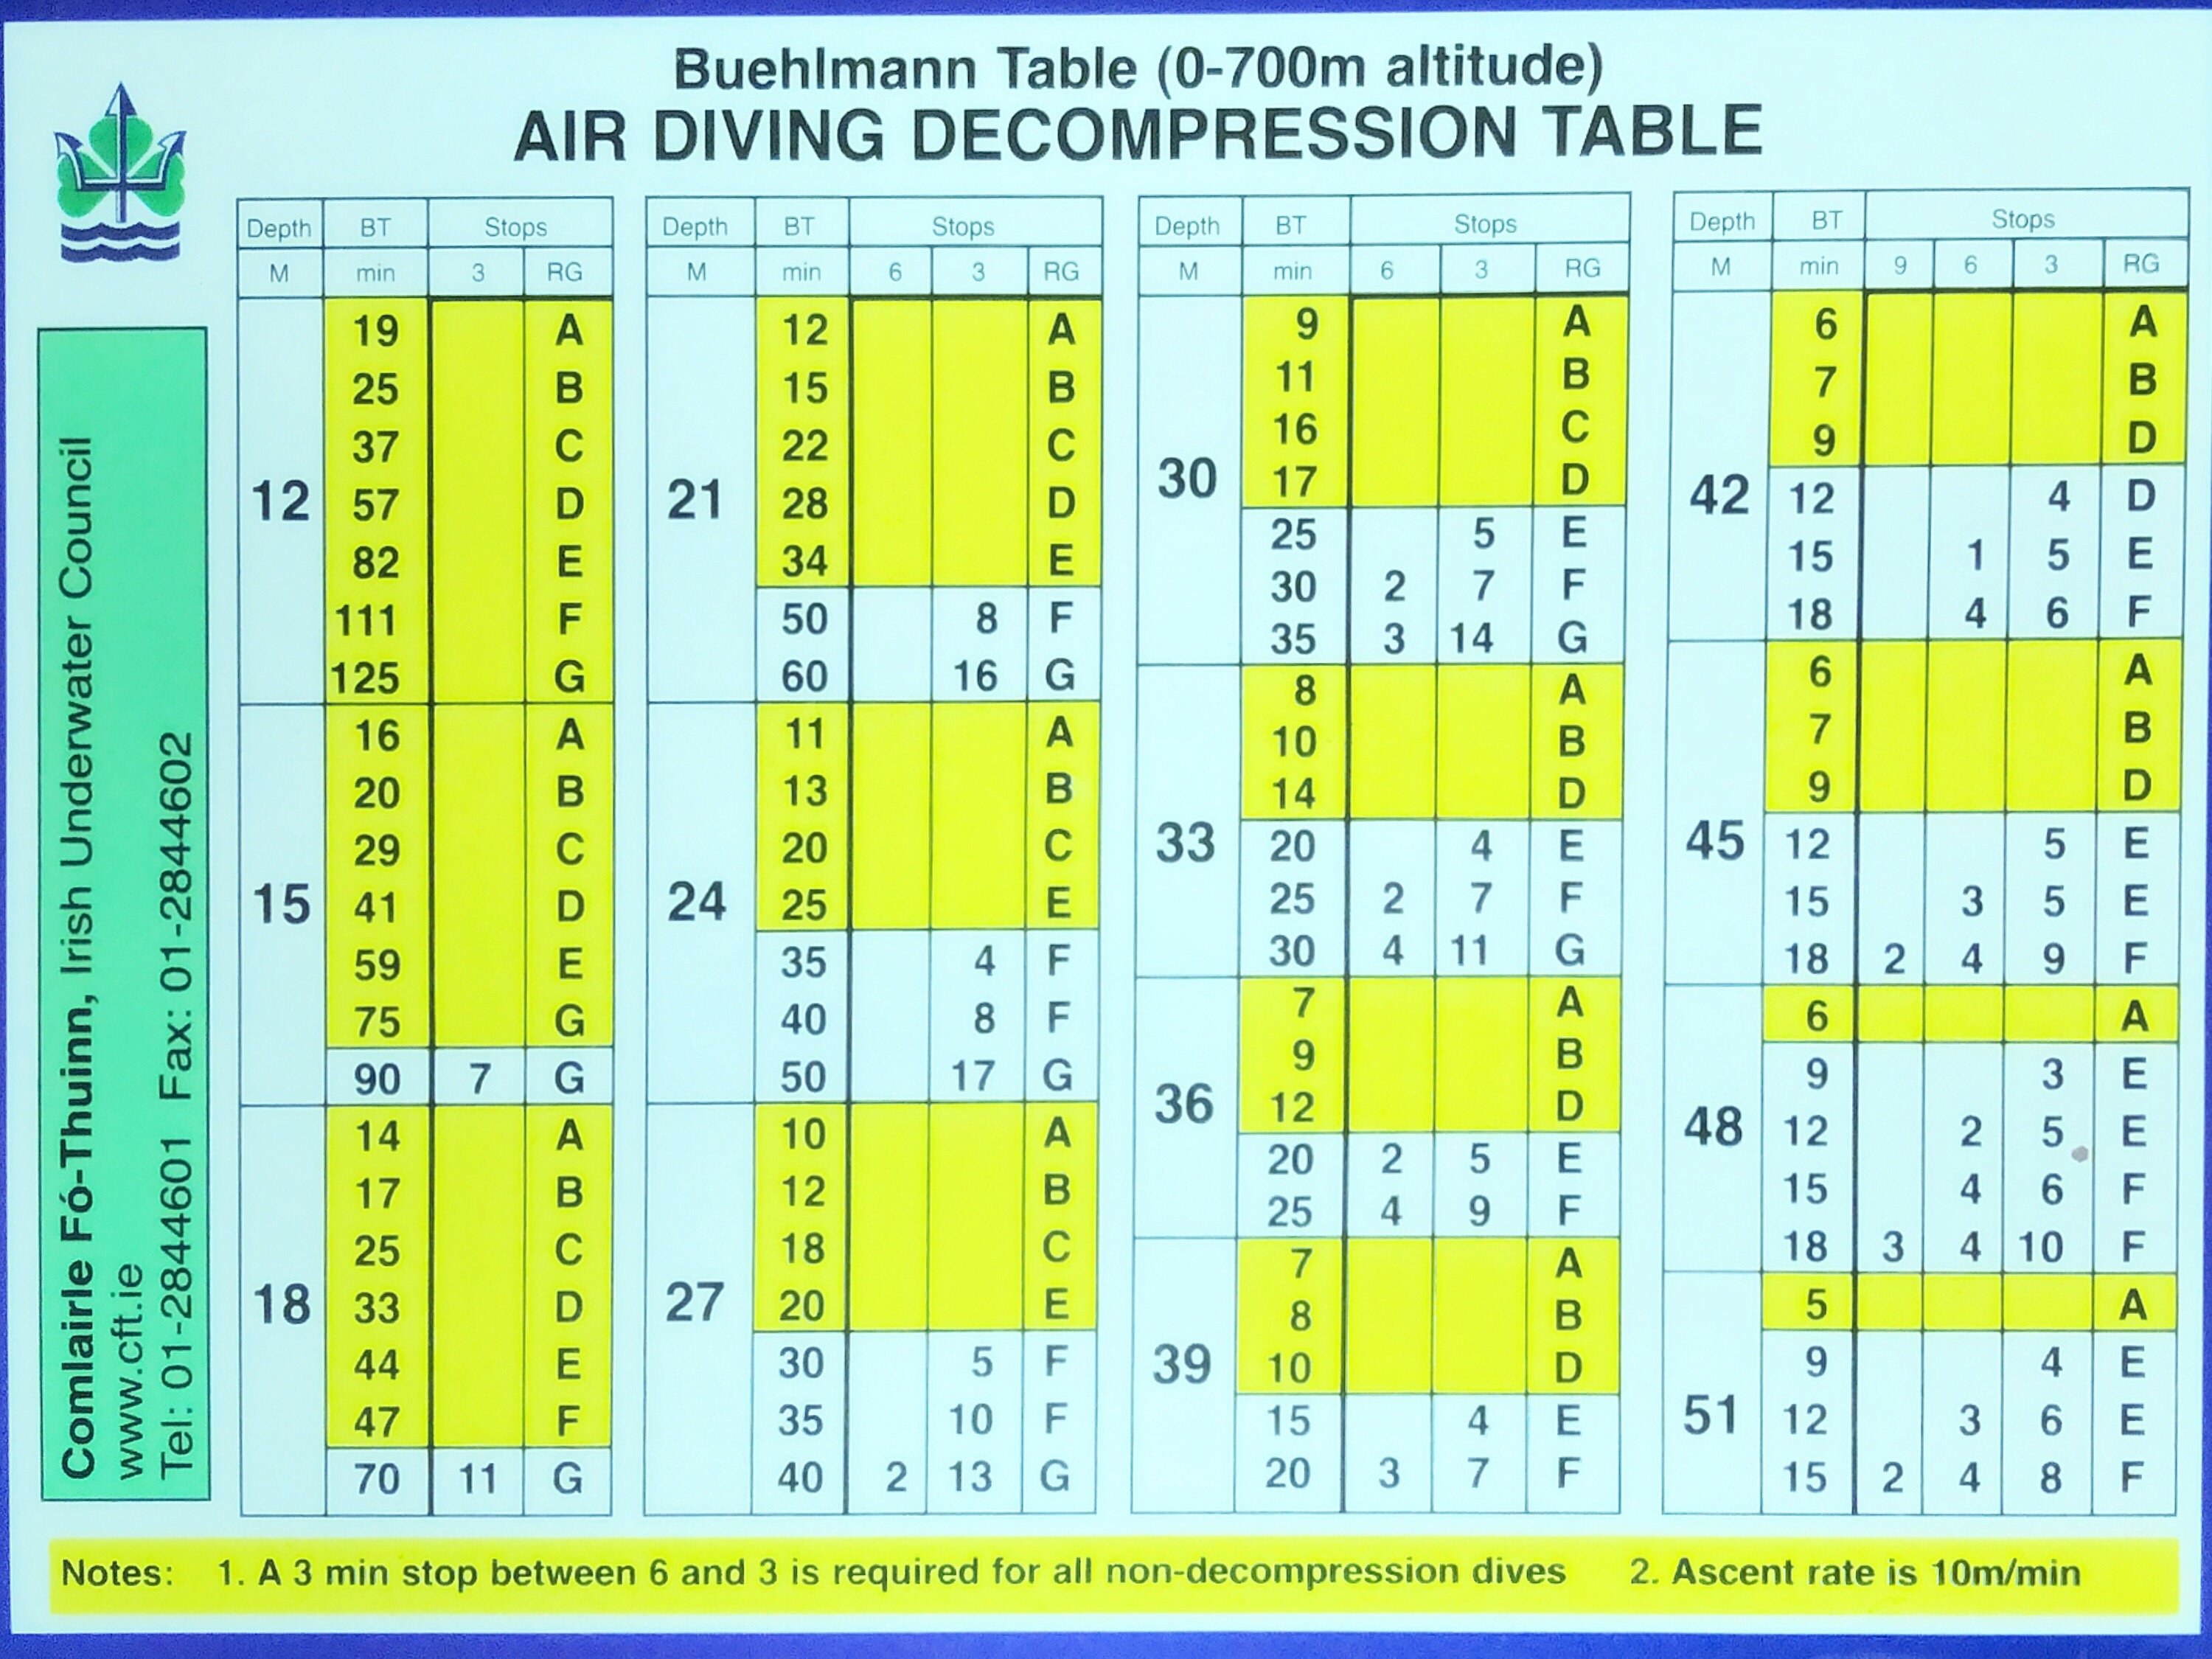 Buehlmann Table (0-700m altitude)
AIR DIVING DECOMPRESSION TABLE
Comlairle Fó-Thuinn, Irish Underwater Council
www.cft.ie
Tel: 01-2844601 Fax: 01-2844602
Depth BT Stops
M min 3 RG
12
19 A
25 B
37 C
57 D
82 E
111 F
125 G
15
16 A
20 B
29 C
41 D
59 E
75 G
90 7 G
18
14 A
17 B
25 C
33 D
44 E
47 F
70 11 G
Depth BT Stops
M min 6 3 RG
21
12 A
15 B
22 C
28 D
34 E
50 8 F
60 16 G
24
11 A
13 B
20 C
25 E
35 4 F
40 8 F
50 17 G
27
10 A
12 B
18 C
20 E
30 5 F
35 10 F
40 2 13 G
Depth BT Stops
M min 6 3 RG
30
9 A
11 B
16 C
17 D
25 5 E
30 2 7 F
35 3 14 G
33
8 A
10 B
14 D
20 4 E
25 2 7 F
30 4 11 G
36
7 A
9 B
12 D
20 2 5 E
25 4 9 F
39
7 A
8 B
10 D
15 4 E
20 3 7 F
Depth BT Stops
M min 9 6 3 RG
42
6 A
7 B
9 D
12 4 D
15 1 5 E
18 4 6 F
45
6 A
7 B
9 D
12 5 E
15 3 5 E
18 2 4 9 F
48
6 A
9 3 E
12 2 5 E
15 4 6 F
18 3 4 10 F
51
5 A
9 4 E
12 3 6 E
15 2 4 8 F
Notes: 1. A 3 min stop between 6 and 3 is required for all non-decompression dives 2. Ascent rate is 10m/min